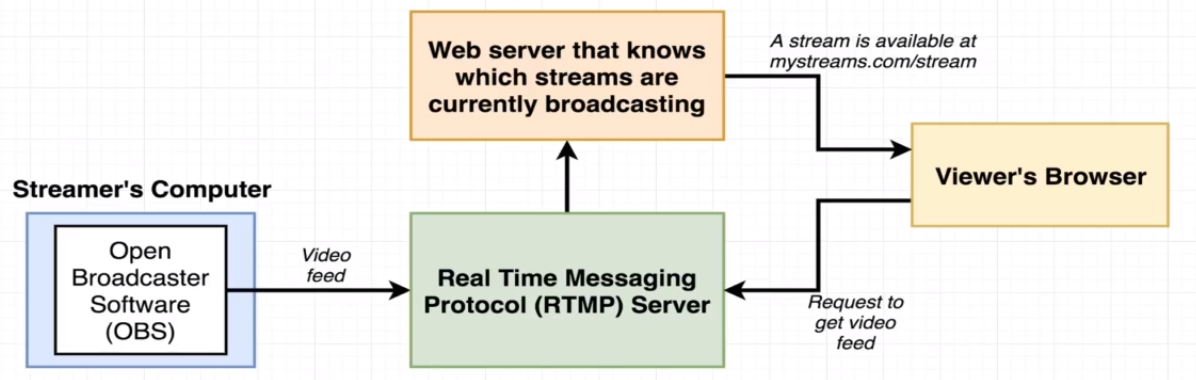 Web server that knows
which streams are
currently broadcasting
A stream is available at
mystreams.com/stream
Viewer's Browser
Streamer's Computer
Open
Broadcaster
Software
(OBS)
Video
feed
Real Time Messaging
Protocol (RTMP) Server
Request to
get video
feed